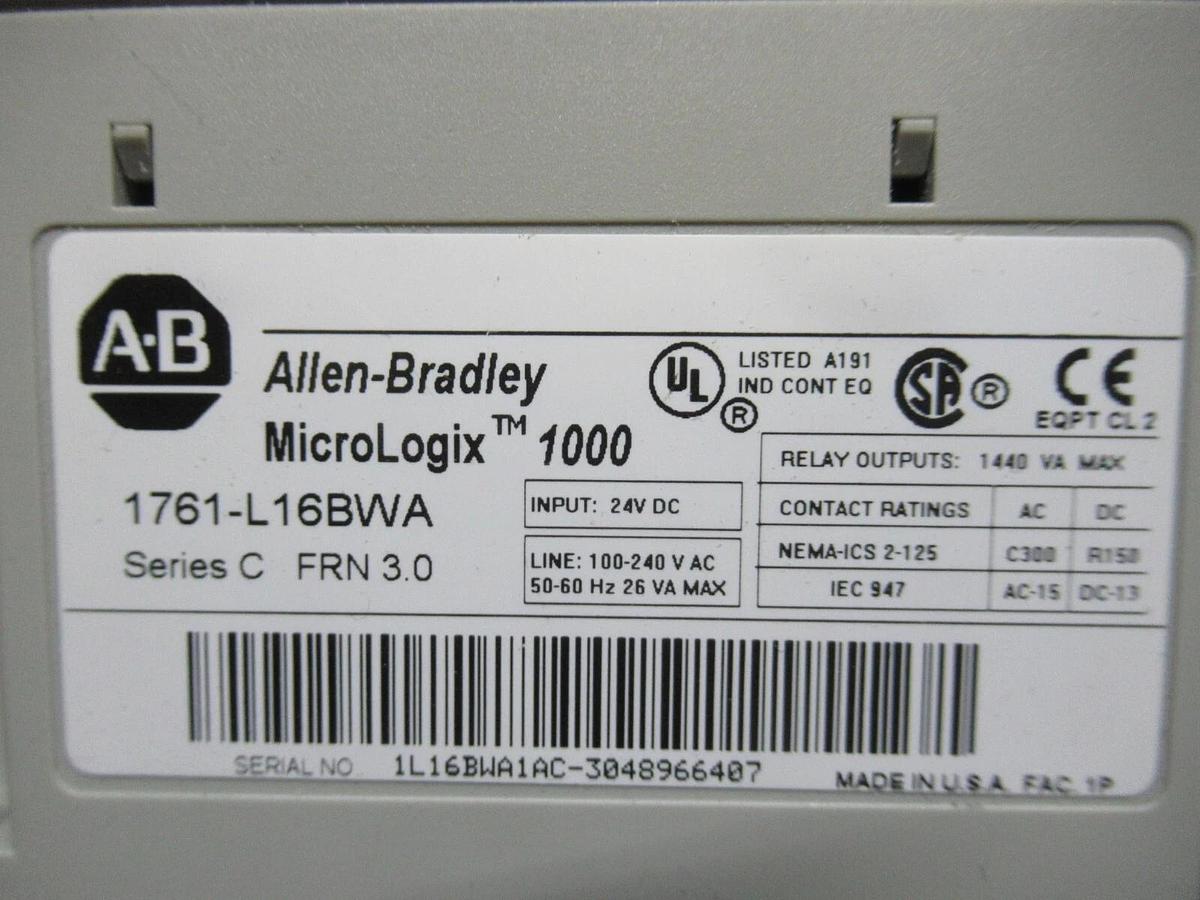 A·B
Allen-Bradley
MicroLogix™ 1000
1761-L16BWA
Series C FRN 3.0
UL ®
LISTED A191
IND CONT EQ
SA ®
CE
EQPT CL 2
INPUT: 24V DC
LINE: 100-240 V AC
50-60 Hz 26 VA MAX
RELAY OUTPUTS: 1440 VA MAX
CONTACT RATINGS AC DC
NEMA-ICS 2-125 C300 R150
IEC 947 AC-15 DC-13
SERIAL NO 1L16BWA1AC-3048966407
MADE IN U.S.A. FAC. 1P